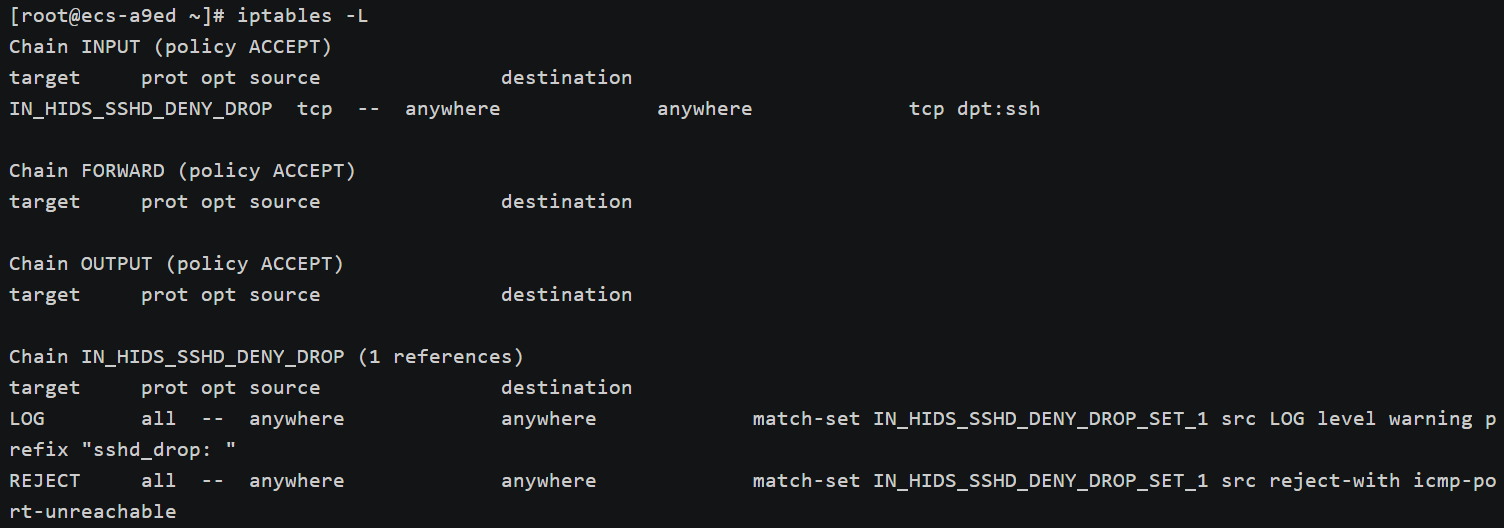 [root@ecs-a9ed ~]# iptables -L
Chain INPUT (policy ACCEPT)
target     prot opt source               destination
IN_HIDS_SSHD_DENY_DROP  tcp  --  anywhere             anywhere             tcp dpt:ssh

Chain FORWARD (policy ACCEPT)
target     prot opt source               destination

Chain OUTPUT (policy ACCEPT)
target     prot opt source               destination

Chain IN_HIDS_SSHD_DENY_DROP (1 references)
target     prot opt source               destination
LOG        all  --  anywhere             anywhere             match-set IN_HIDS_SSHD_DENY_DROP_SET_1 src LOG level warning p
refix "sshd_drop: "
REJECT     all  --  anywhere             anywhere             match-set IN_HIDS_SSHD_DENY_DROP_SET_1 src reject-with icmp-po
rt-unreachable